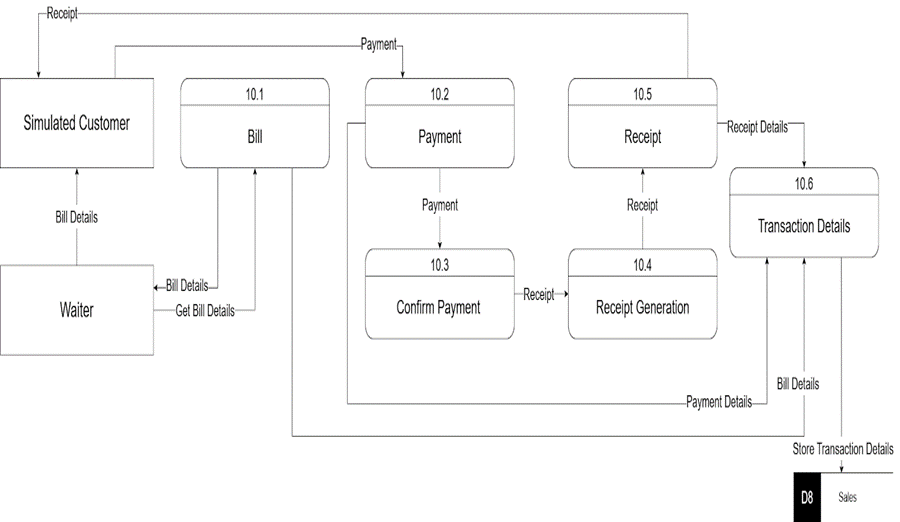 Receipt
Payment
Simulated Customer
10.1
Bill
10.2
Payment
10.5
Receipt
Receipt Details
10.6
Transaction Details
Bill Details
Payment
Receipt
Waiter
Bill Details
Get Bill Details
10.3
Confirm Payment
Receipt
10.4
Receipt Generation
Bill Details
Payment Details
Store Transaction Details
D8
Sales